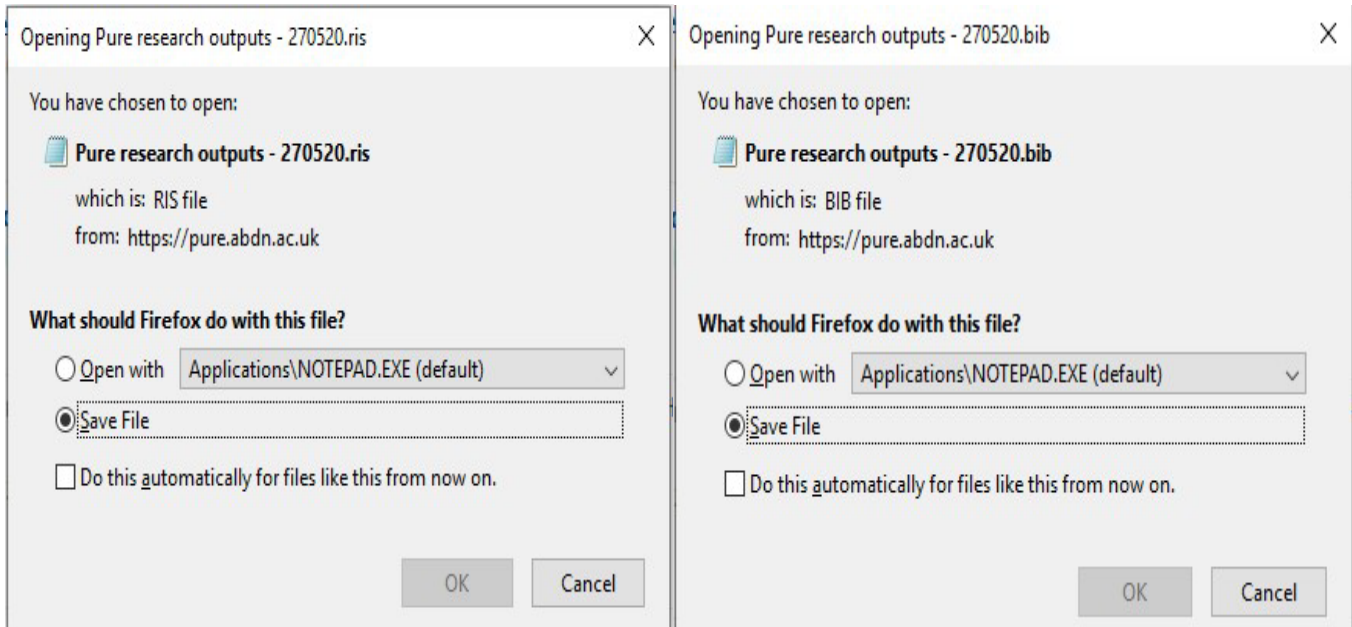 Opening Pure research outputs - 270520.ris
You have chosen to open:
Pure research outputs - 270520.ris
which is: RIS file
from: https://pure.abdn.ac.uk
What should Firefox do with this file?
Open with Applications\NOTEPAD.EXE (default)
Save File
Do this automatically for files like this from now on.
OK Cancel
Opening Pure research outputs - 270520.bib
You have chosen to open:
Pure research outputs - 270520.bib
which is: BIB file
from: https://pure.abdn.ac.uk
What should Firefox do with this file?
Open with Applications\NOTEPAD.EXE (default)
Save File
Do this automatically for files like this from now on.
OK Cancel